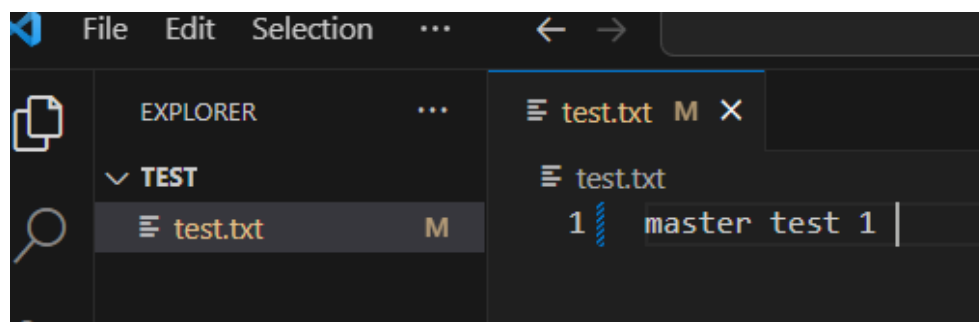 File Edit Selection ···
EXPLORER ···
test.txt M
TEST
test.txt
test.txt M
1 master test 1